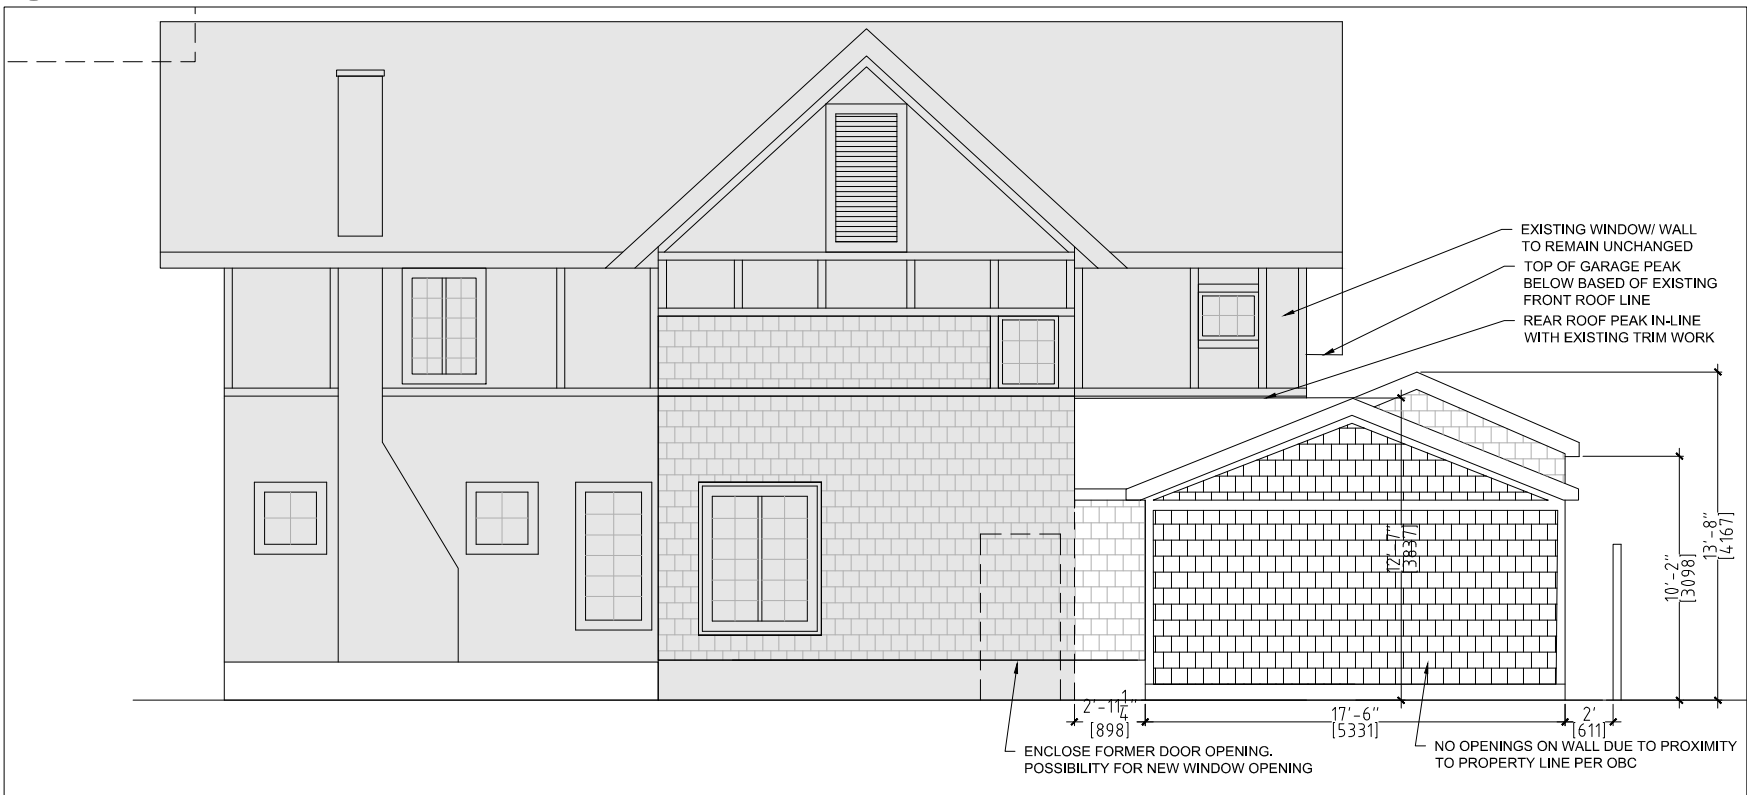 EXISTING WINDOW/ WALL
TO REMAIN UNCHANGED
TOP OF GARAGE PEAK
BELOW BASED OF EXISTING
FRONT ROOF LINE
REAR ROOF PEAK IN-LINE
WITH EXISTING TRIM WORK
12'-7"
[3837]
10'-2"
[3098]
13'-8"
[4167]
2'-11 1/4"
[898]
17'-6"
[5331]
2'
[611]
ENCLOSE FORMER DOOR OPENING.
POSSIBILITY FOR NEW WINDOW OPENING
NO OPENINGS ON WALL DUE TO PROXIMITY
TO PROPERTY LINE PER OBC